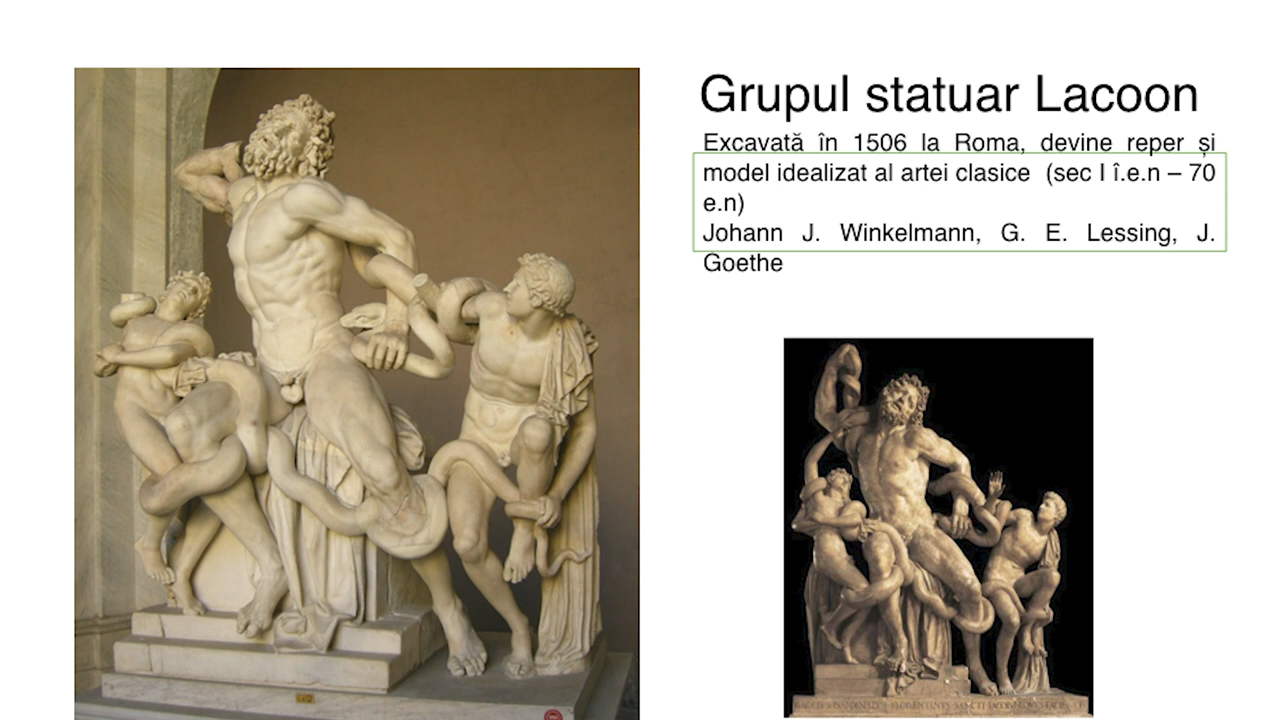 Grupul statuar Lacoon
Excavată în 1506 la Roma, devine reper și
model idealizat al artei clasice (sec I î.e.n – 70
e.n)
Johann J. Winkelmann, G. E. Lessing, J.
Goethe